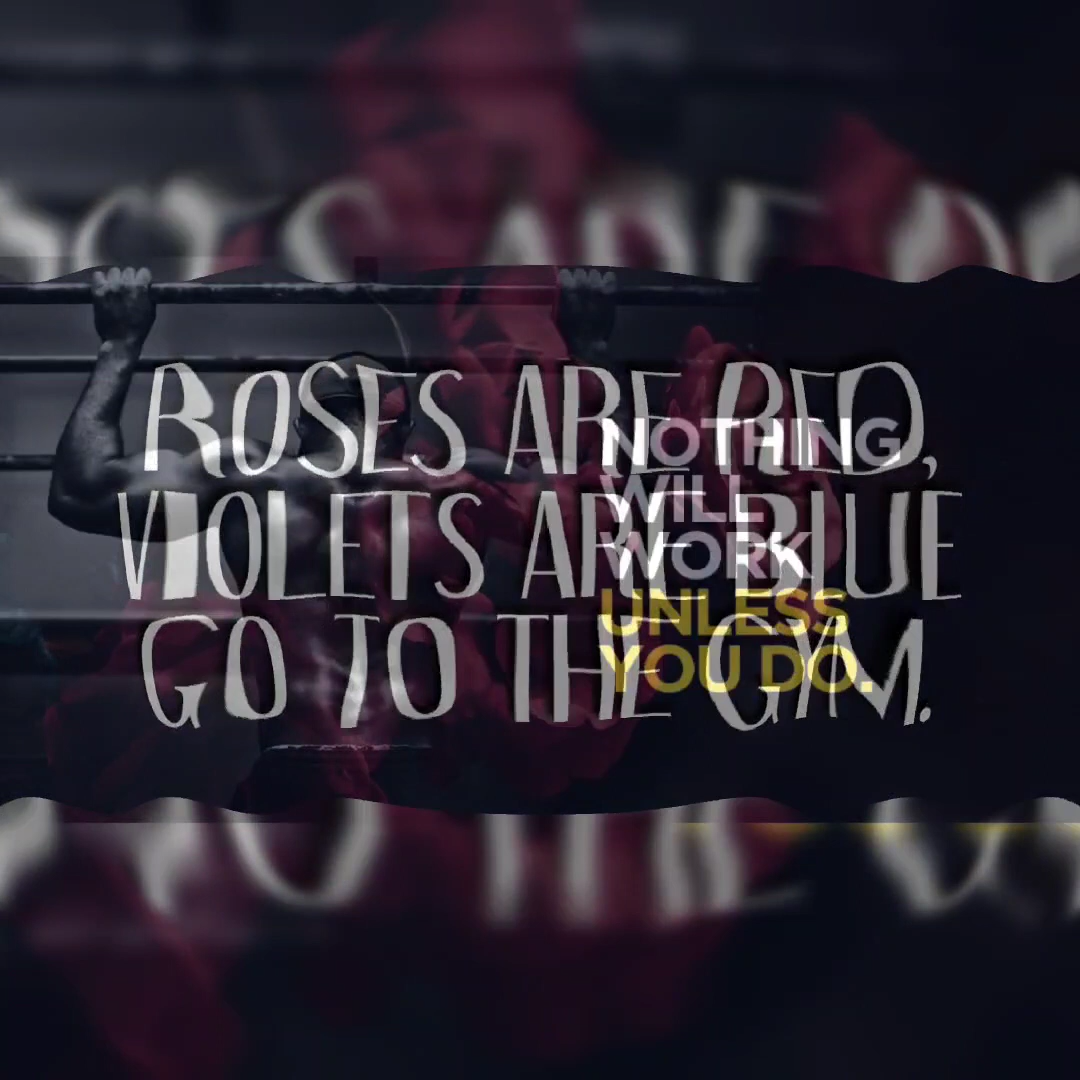 ROSES ARE RED,
VIOLETS ARE BLUE
GO TO THE GYM.
NOTHING
WILL
WORK
UNLESS
YOU DO.